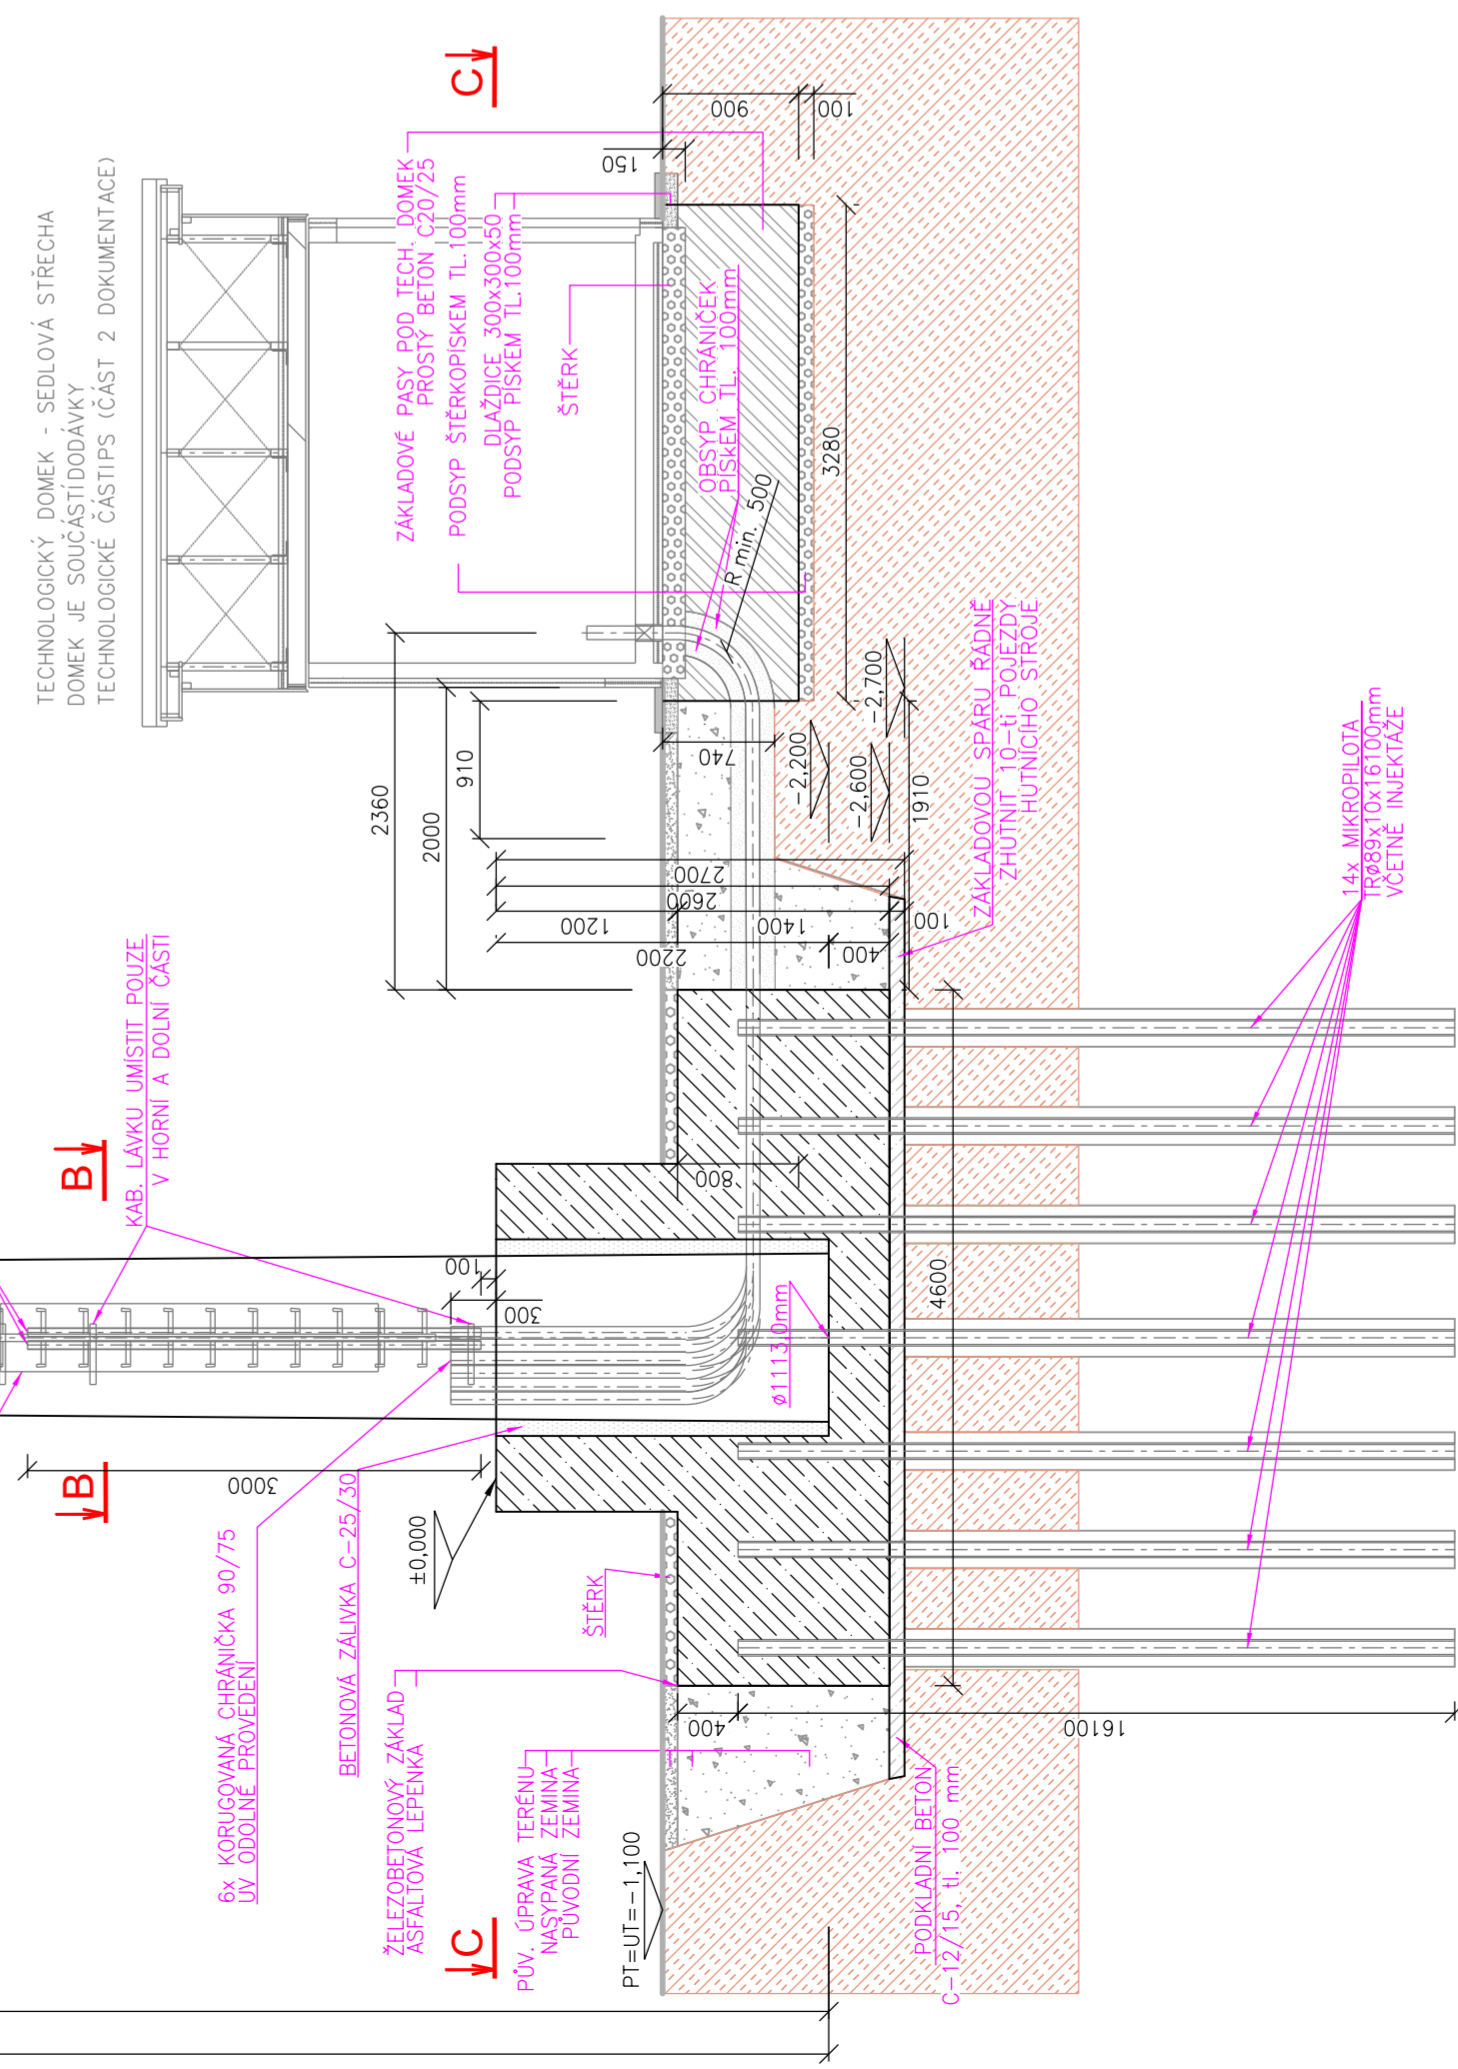 TECHNOLOGICKÝ DOMEK - SEDLOVÁ STŘECHA
DOMEK JE SOUČÁSTÍ DODÁVKY
TECHNOLOGICKÉ ČÁSTI PS (ČÁST 2 DOKUMENTACE)
B
B
KAB. LÁVKU UMÍSTIT POUZE
V HORNÍ A DOLNÍ ČÁSTI
3000
6x KORUGOVANÁ CHRÁNIČKA 90/75
UV ODOLNÉ PROVEDENÍ
BETONOVÁ ZÁLIVKA C-25/30
±0,000
100
300
C
C
ZÁKLADOVÉ PASY POD TECH. DOMEK
PROSTÝ BETON C20/25
PODSYP ŠTĚRKOPÍSKEM TL.100mm
DLAŽDICE 300x300x50
PODSYP PÍSKEM TL.100mm
ŠTĚRK
2360
2000
910
150
900
100
OBSYP CHRÁNIČEK
PÍSKEM TL. 100mm
R min. 500
3280
740
-2,200
-2,600
-2,700
1910
2700
2600
1200
1400
2200
400
100
ŽELEZOBETONOVÝ ZÁKLAD
ASFALTOVÁ LEPENKA
ŠTĚRK
PŮV. ÚPRAVA TERÉNU
NASYPANÁ ZEMINA
PŮVODNÍ ZEMINA
PT=UT=-1,100
800
ø1113,0mm
4600
400
16100
PODKLADNÍ BETON
C-12/15, tl. 100 mm
ZÁKLADOVOU SPÁRU ŘÁDNĚ
ZHUTNIT 10-ti POJEZDY
HUTNÍCÍHO STROJE
14x MIKROPILOTA
TRø89x10x16100mm
VČETNĚ INJEKTÁŽE